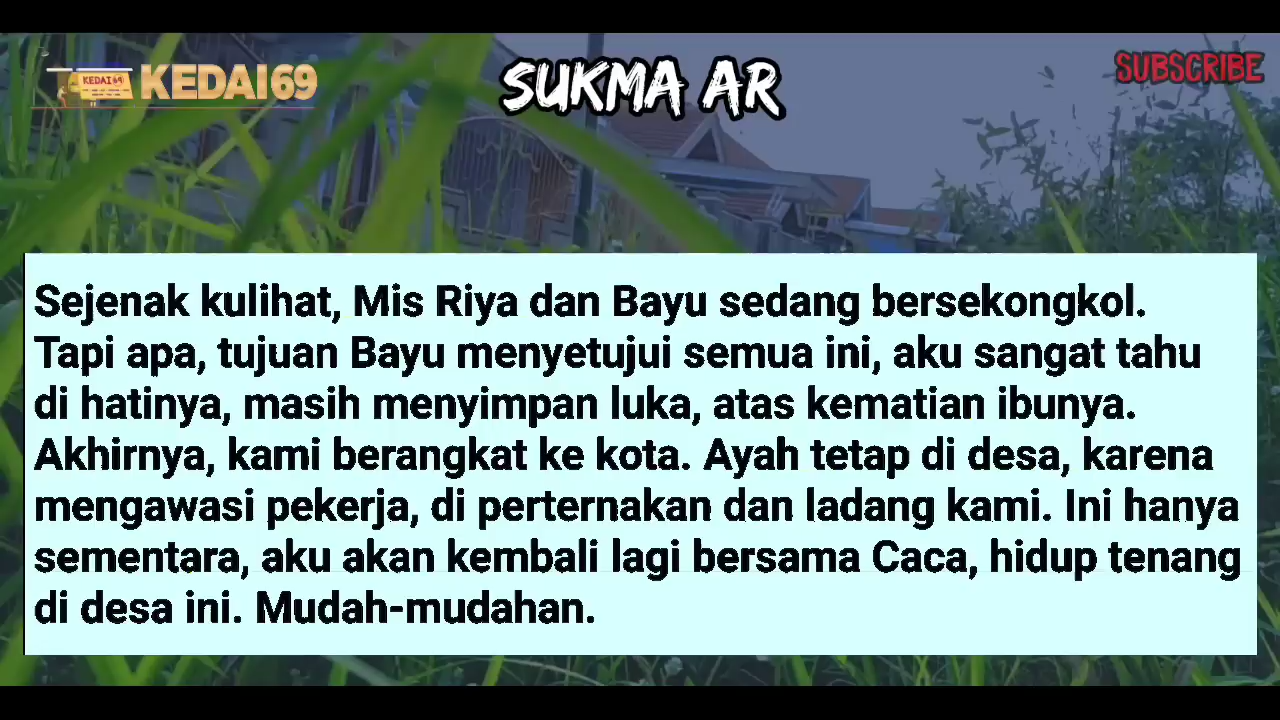 KEDAI69
KEDAI69
SUKMA AR
SUBSCRIBE
Sejenak kulihat, Mis Riya dan Bayu sedang bersekongkol.
Tapi apa, tujuan Bayu menyetujui semua ini, aku sangat tahu
di hatinya, masih menyimpan luka, atas kematian ibunya.
Akhirnya, kami berangkat ke kota. Ayah tetap di desa, karena
mengawasi pekerja, di perternakan dan ladang kami. Ini hanya
sementara, aku akan kembali lagi bersama Caca, hidup tenang
di desa ini. Mudah-mudahan.